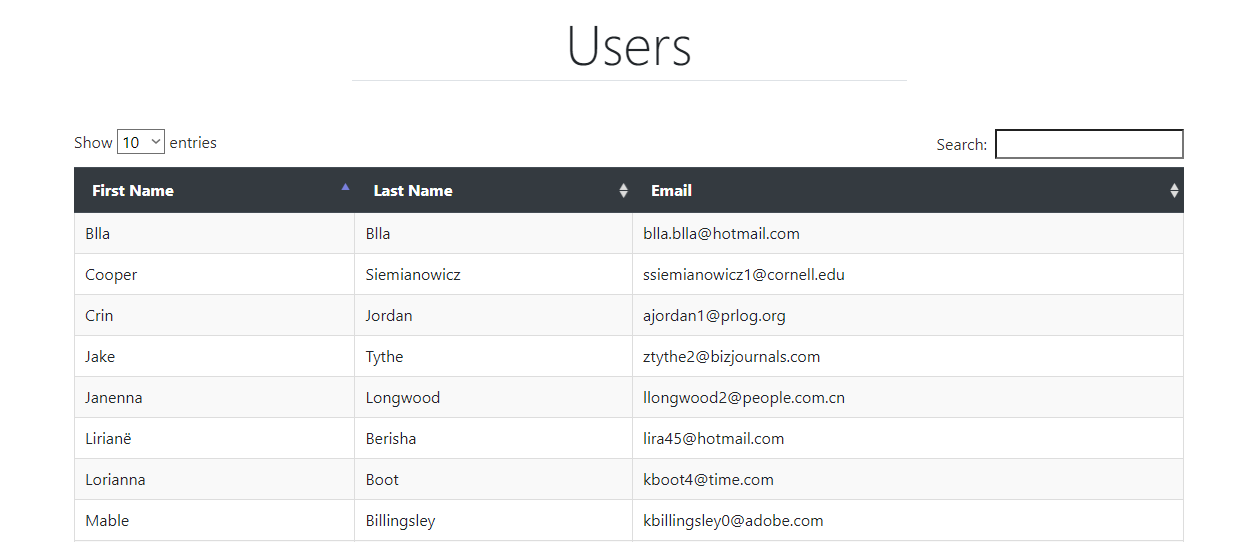 Users
Show 10 entries Search:
First Name Last Name Email
Blla Blla blla.blla@hotmail.com
Cooper Siemianowicz ssiemianowicz1@cornell.edu
Crin Jordan ajordan1@prlog.org
Jake Tythe ztythe2@bizjournals.com
Janenna Longwood llongwood2@people.com.cn
Lirianë Berisha lira45@hotmail.com
Lorianna Boot kboot4@time.com
Mable Billingsley kbillingsley0@adobe.com